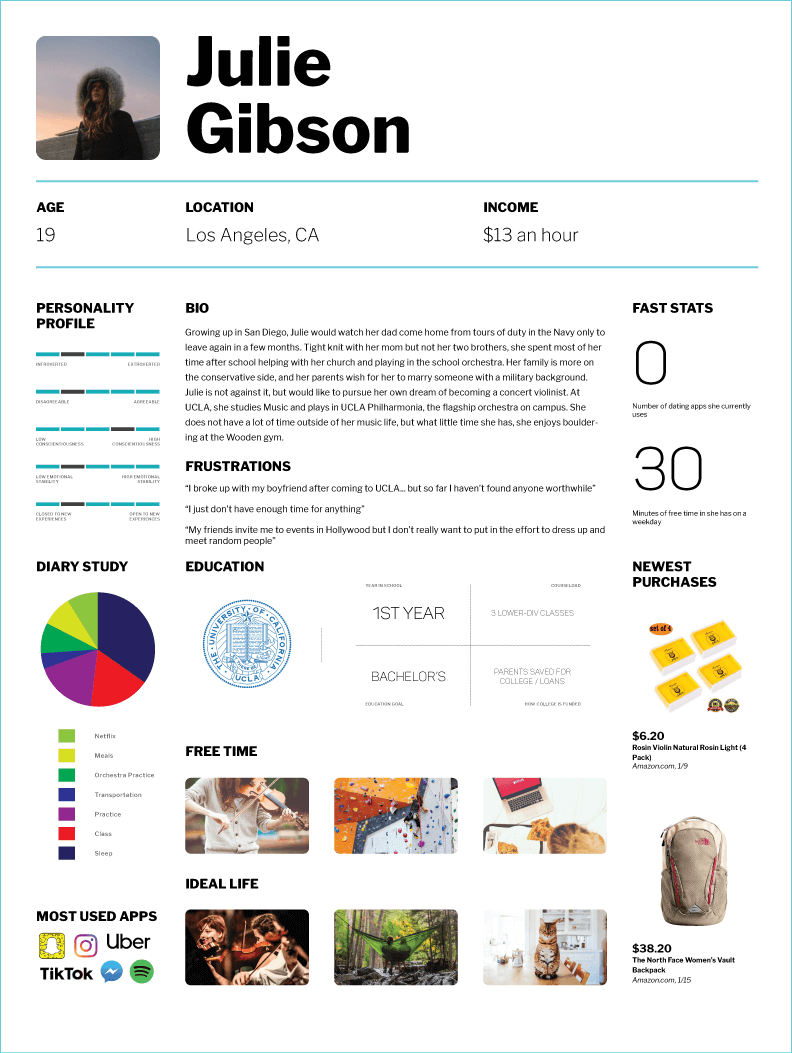 Julie
Gibson
AGE
19
LOCATION
Los Angeles, CA
INCOME
$13 an hour
PERSONALITY
PROFILE
INTROVERTED
EXTROVERTED
DISAGREEABLE
AGREEABLE
LOW
CONSCIENTIOUSNESS
HIGH
CONSCIENTIOUSNESS
LOW EMOTIONAL
STABILITY
HIGH EMOTIONAL
STABILITY
CLOSED TO NEW
EXPERIENCES
OPEN TO NEW
EXPERIENCES
BIO
Growing up in San Diego, Julie would watch her dad come home from tours of duty in the Navy only to
leave again in a few months. Tight knit with her mom but not her two brothers, she spent most of her
time after school helping with her church and playing in the school orchestra. Her family is more on
the conservative side, and her parents wish for her to marry someone with a military background.
Julie is not against it, but would like to pursue her own dream of becoming a concert violinist. At
UCLA, she studies Music and plays in UCLA Philharmonia, the flagship orchestra on campus. She
does not have a lot of time outside of her music life, but what little time she has, she enjoys boulder-
ing at the Wooden gym.
FRUSTRATIONS
“I broke up with my boyfriend after coming to UCLA... but so far I haven’t found anyone worthwhile”
“I just don’t have enough time for anything”
“My friends invite me to events in Hollywood but I don’t really want to put in the effort to dress up and
meet random people”
FAST STATS
0
Number of dating apps she currently
uses
30
Minutes of free time in she has on a
weekday
DIARY STUDY
Netflix
Meals
Orchestra Practice
Transportation
Practice
Class
Sleep
EDUCATION
THE UNIVERSITY OF CALIFORNIA
UCLA
YEAR IN SCHOOL
COURSELOAD
1ST YEAR
3 LOWER-DIV CLASSES
BACHELOR'S
PARENTS SAVED FOR
COLLEGE / LOANS
EDUCATION GOAL
HOW COLLEGE IS FUNDED
FREE TIME
IDEAL LIFE
NEWEST
PURCHASES
set of 4
$6.20
Rosin Violin Natural Rosin Light (4
Pack)
Amazon.com, 1/9
$38.20
The North Face Women’s Vault
Backpack
Amazon.com, 1/15
MOST USED APPS
Uber
TikTok